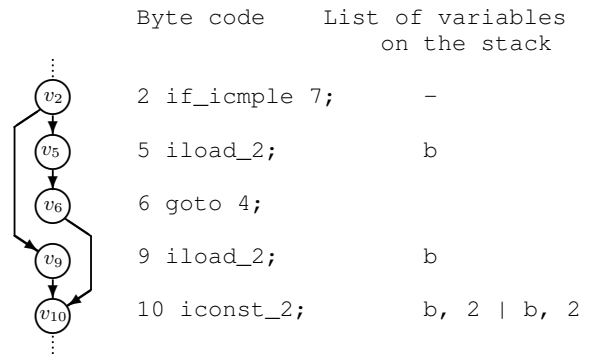 Byte code List of variables
on the stack
v2 2 if_icmple 7; -
v5 5 iload_2; b
v6 6 goto 4;
v9 9 iload_2; b
v10 10 iconst_2; b, 2 | b, 2